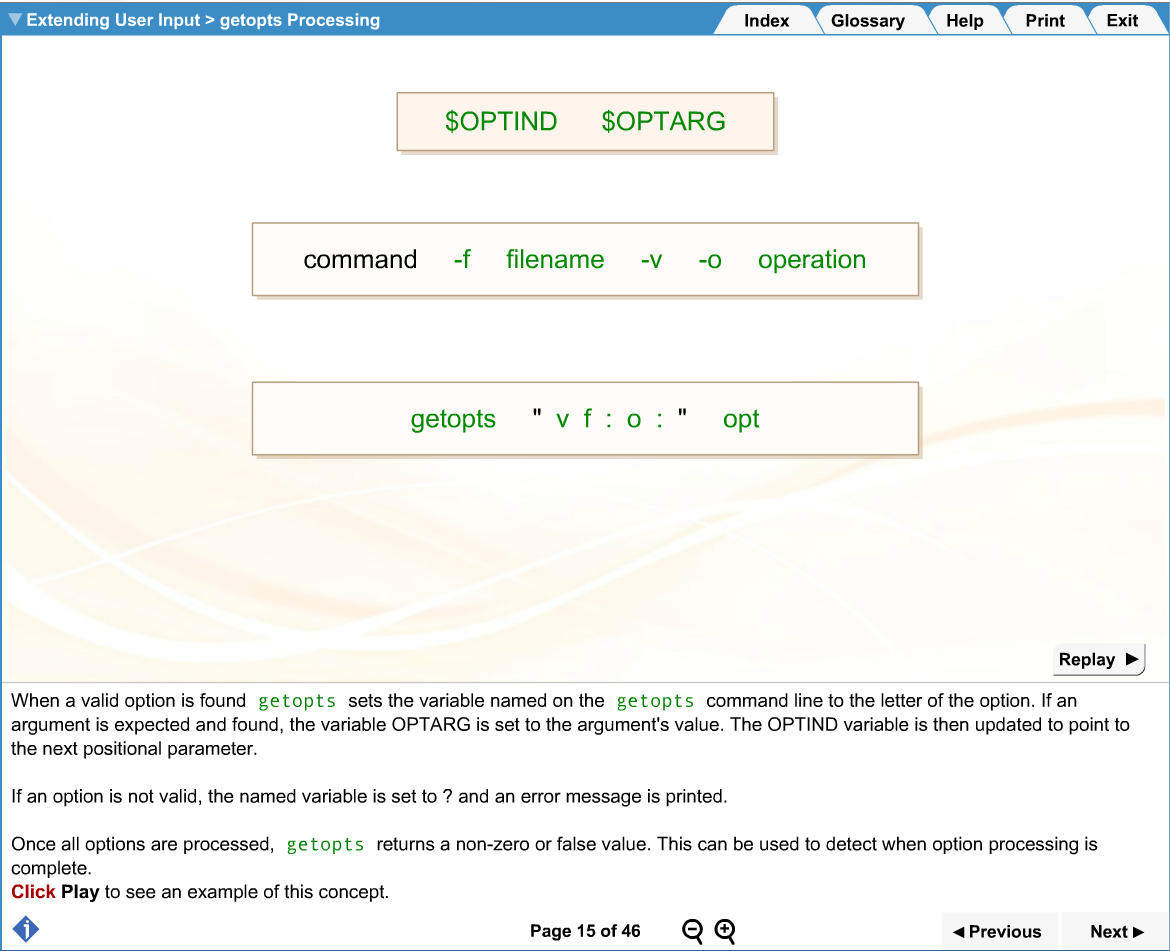 Extending User Input > getopts Processing
Index Glossary Help Print Exit
$OPTIND $OPTARG
command -f filename -v -o operation
getopts " v f : o : " opt
Replay
When a valid option is found getopts sets the variable named on the getopts command line to the letter of the option. If an
argument is expected and found, the variable OPTARG is set to the argument's value. The OPTIND variable is then updated to point to
the next positional parameter.
If an option is not valid, the named variable is set to ? and an error message is printed.
Once all options are processed, getopts returns a non-zero or false value. This can be used to detect when option processing is
complete.
Click Play to see an example of this concept.
i Page 15 of 46 Previous Next